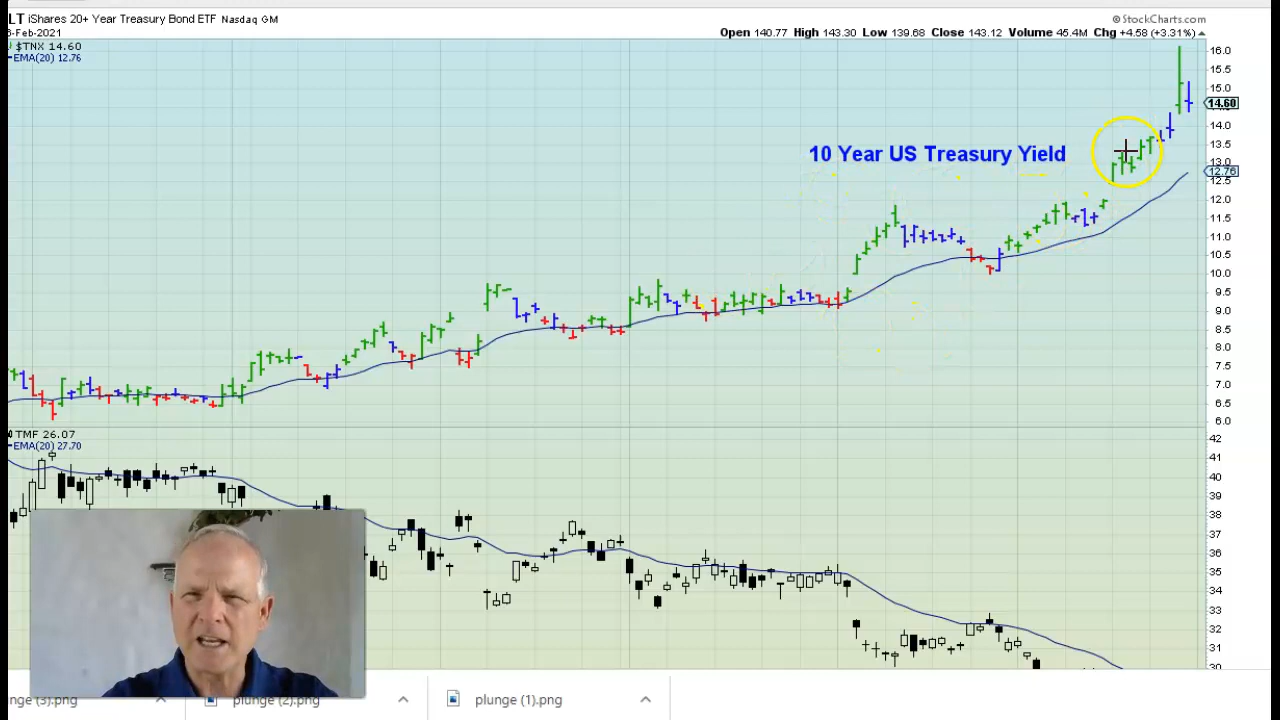 LT iShares 20+ Year Treasury Bond ETF Nasdaq GM
© StockCharts.com
6-Feb-2021
Open 140.77 High 143.30 Low 139.68 Close 143.12 Volume 45.4M Chg +4.58 (+3.31%)
$TNX 14.60
EMA(20) 12.76
16.0
15.5
15.0
14.60
14.0
13.5
13.0
12.76
12.5
12.0
11.5
11.0
10.5
10.0
9.5
9.0
8.5
8.0
7.5
7.0
6.5
6.0
10 Year US Treasury Yield
TMF 26.07
EMA(20) 27.70
42
41
40
39
38
37
36
35
34
33
32
31
30
nge (3).png
plunge (2).png
plunge (1).png